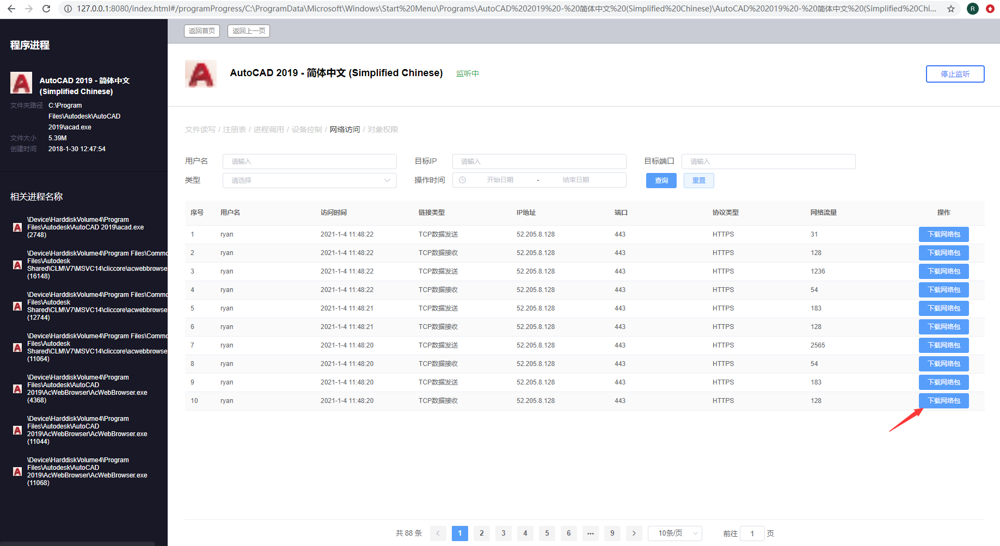 127.0.0.1:8080/index.html#/programProgress/C:\ProgramData\Microsoft\Windows\Start%20Menu\Programs\AutoCAD%202019%20-%20简体中文%20(Simplified%20Chinese)\AutoCAD%202019%20-%20简体中文%20(Simplified%20Chi...
R
返回首页 返回上一页
程序进程
AutoCAD 2019 - 简体中文
(Simplified Chinese)
文件夹路径 C:\Program
Files\Autodesk\AutoCAD
2019\acad.exe
文件大小 5.39M
创建时间 2018-1-30 12:47:54
相关进程名称
\Device\HarddiskVolume4\Program
Files\Autodesk\AutoCAD 2019\acad.exe
(2748)
\Device\HarddiskVolume4\Program Files\Commo
Files\Autodesk
Shared\CLM\V7\MSVC14\cliccore\acwebbrowse
(16148)
\Device\HarddiskVolume4\Program Files\Commo
Files\Autodesk
Shared\CLM\V7\MSVC14\cliccore\acwebbrowse
(12744)
\Device\HarddiskVolume4\Program Files\Commo
Files\Autodesk
Shared\CLM\V7\MSVC14\cliccore\acwebbrowse
(11064)
\Device\HarddiskVolume4\Program
Files\Autodesk\AutoCAD
2019\AcWebBrowser\AcWebBrowser.exe
(4368)
\Device\HarddiskVolume4\Program
Files\Autodesk\AutoCAD
2019\AcWebBrowser\AcWebBrowser.exe
(11044)
\Device\HarddiskVolume4\Program
Files\Autodesk\AutoCAD
2019\AcWebBrowser\AcWebBrowser.exe
(11068)
AutoCAD 2019 - 简体中文 (Simplified Chinese) 监听中 停止监听
文件读写 / 注册表 / 进程调用 / 设备控制 / 网络访问 / 对象权限
用户名 请输入 目标IP 请输入 目标端口 请输入
类型 请选择 操作时间 开始日期 - 结束日期 查询 重置
序号 用户名 访问时间 链接类型 IP地址 端口 协议类型 网络流量 操作
1 ryan 2021-1-4 11:48:22 TCP数据发送 52.205.8.128 443 HTTPS 31 下载网络包
2 ryan 2021-1-4 11:48:22 TCP数据接收 52.205.8.128 443 HTTPS 128 下载网络包
3 ryan 2021-1-4 11:48:22 TCP数据发送 52.205.8.128 443 HTTPS 1236 下载网络包
4 ryan 2021-1-4 11:48:22 TCP数据接收 52.205.8.128 443 HTTPS 54 下载网络包
5 ryan 2021-1-4 11:48:21 TCP数据发送 52.205.8.128 443 HTTPS 183 下载网络包
6 ryan 2021-1-4 11:48:21 TCP数据接收 52.205.8.128 443 HTTPS 128 下载网络包
7 ryan 2021-1-4 11:48:20 TCP数据发送 52.205.8.128 443 HTTPS 2565 下载网络包
8 ryan 2021-1-4 11:48:20 TCP数据接收 52.205.8.128 443 HTTPS 54 下载网络包
9 ryan 2021-1-4 11:48:20 TCP数据发送 52.205.8.128 443 HTTPS 183 下载网络包
10 ryan 2021-1-4 11:48:20 TCP数据接收 52.205.8.128 443 HTTPS 128 下载网络包
共 88 条 1 2 3 4 5 6 ... 9 10条/页 前往 1 页